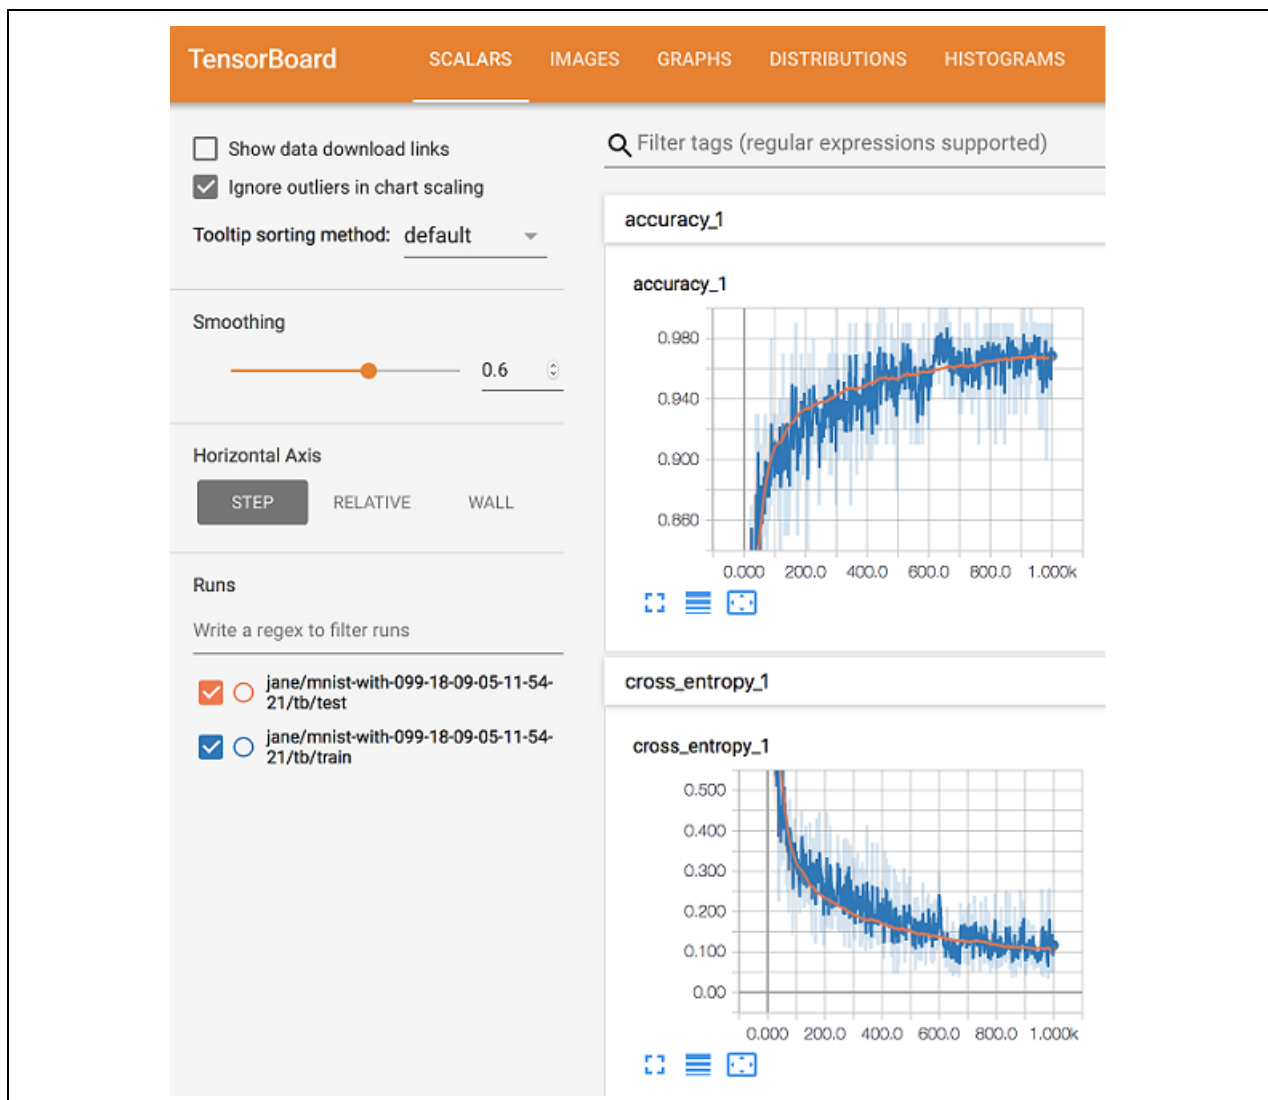 TensorBoard SCALARS IMAGES GRAPHS DISTRIBUTIONS HISTOGRAMS
Show data download links
Ignore outliers in chart scaling
Tooltip sorting method: default
Smoothing
0.6
Horizontal Axis
STEP RELATIVE WALL
Runs
Write a regex to filter runs
jane/mnist-with-099-18-09-05-11-54-
21/tb/test
jane/mnist-with-099-18-09-05-11-54-
21/tb/train
Filter tags (regular expressions supported)
accuracy_1
accuracy_1
0.980
0.940
0.900
0.860
0.000 200.0 400.0 600.0 800.0 1.000k
cross_entropy_1
cross_entropy_1
0.500
0.400
0.300
0.200
0.100
0.00
0.000 200.0 400.0 600.0 800.0 1.000k